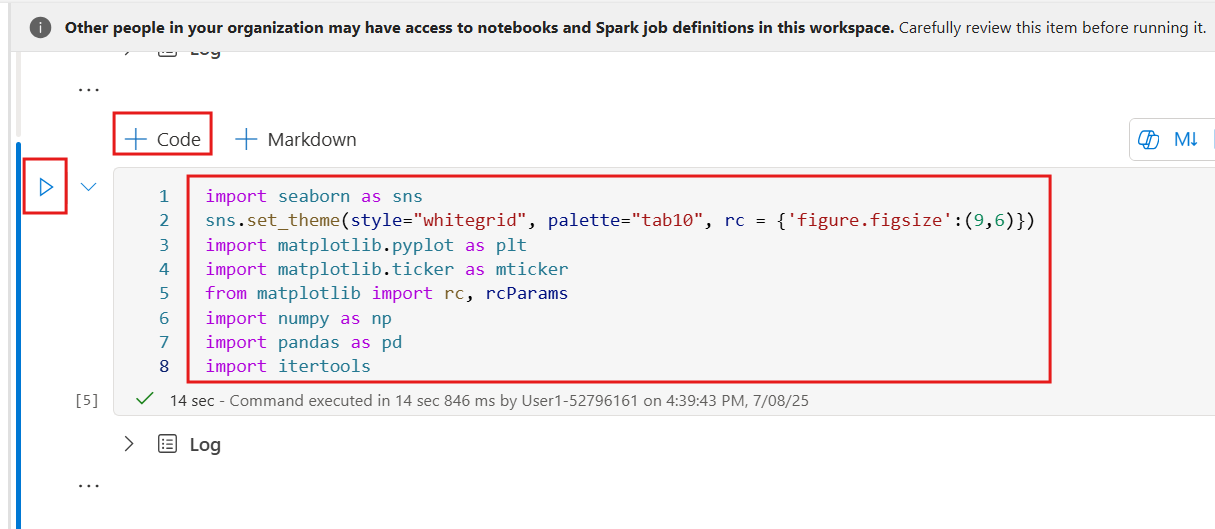 Other people in your organization may have access to notebooks and Spark job definitions in this workspace. Carefully review this item before running it.
Log
...
+ Code + Markdown M↓
1 import seaborn as sns
2 sns.set_theme(style="whitegrid", palette="tab10", rc = {'figure.figsize':(9,6)})
3 import matplotlib.pyplot as plt
4 import matplotlib.ticker as mticker
5 from matplotlib import rc, rcParams
6 import numpy as np
7 import pandas as pd
8 import itertools
[5] 14 sec - Command executed in 14 sec 846 ms by User1-52796161 on 4:39:43 PM, 7/08/25
Log
...